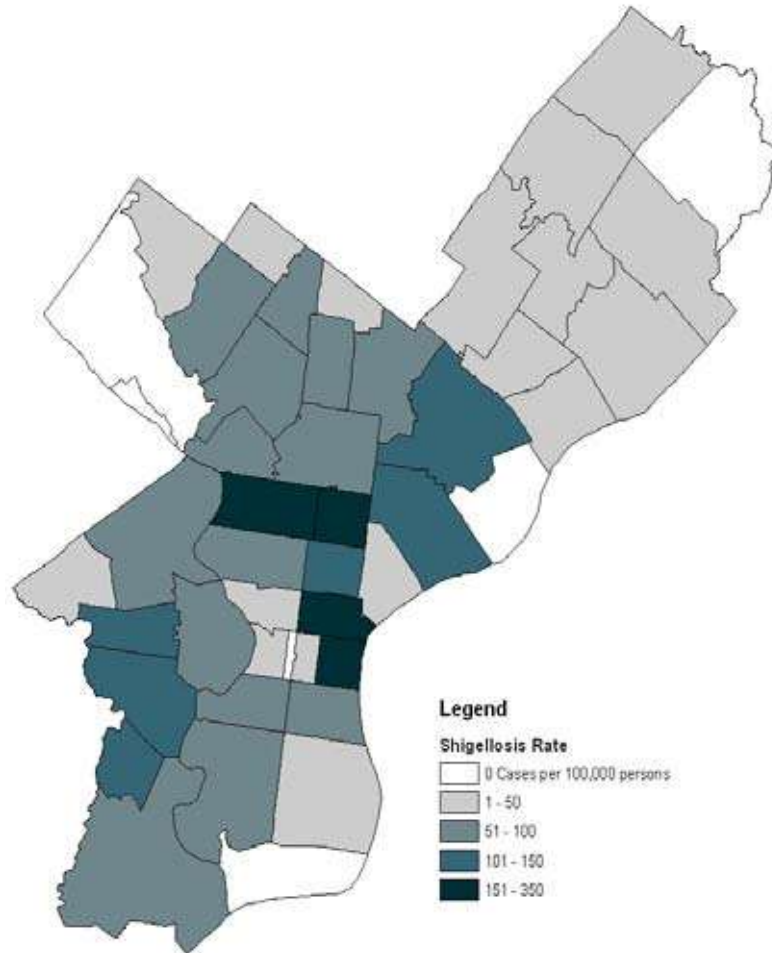 Legend
Shigellosis Rate
0 Cases per 100,000 persons
1 - 50
51 - 100
101 - 150
151 - 350